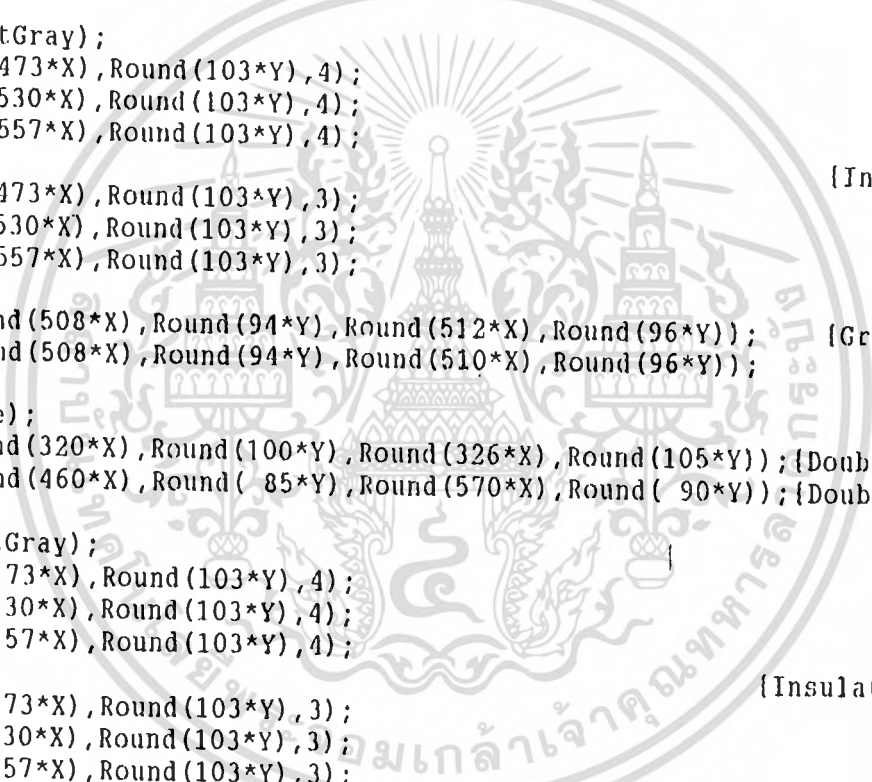 tGray);
473*X),Round(103*Y),4);
530*X),Round(103*Y),4);
557*X),Round(103*Y),4);
473*X),Round(103*Y),3); {In
530*X),Round(103*Y),3);
557*X),Round(103*Y),3);
nd(508*X),Round(94*Y),Round(512*X),Round(96*Y)); {Gr
nd(508*X),Round(94*Y),Round(510*X),Round(96*Y));
e);
nd(320*X),Round(100*Y),Round(326*X),Round(105*Y));{Doub
nd(460*X),Round( 85*Y),Round(570*X),Round( 90*Y));{Doub
Gray);
73*X),Round(103*Y),4);
30*X),Round(103*Y),4);
57*X),Round(103*Y),4);
73*X),Round(103*Y),3); {Insula
30*X),Round(103*Y),3);
57*X),Round(103*Y),3);